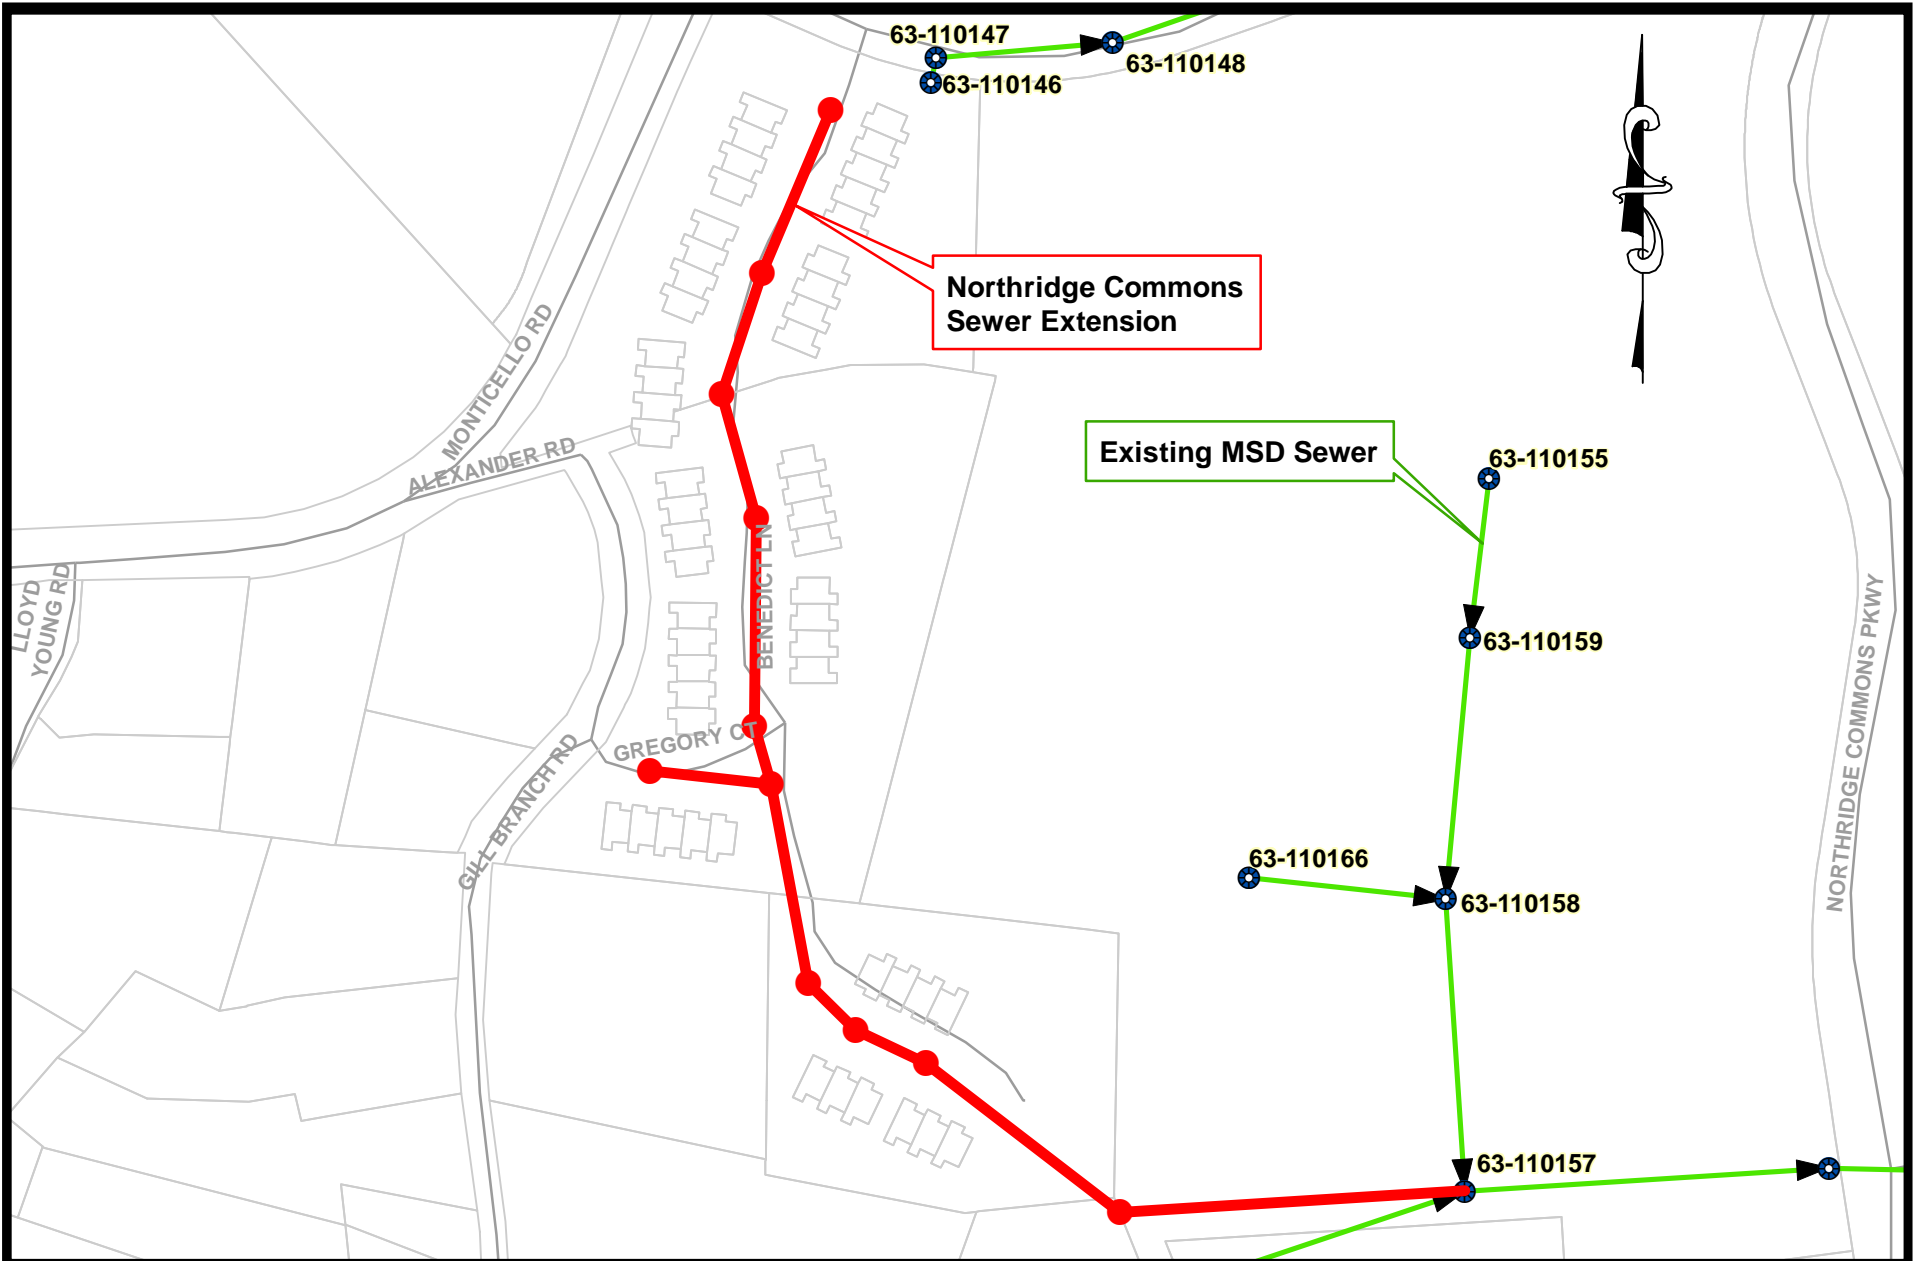 63-110147
63-110148
63-110146
Northridge Commons
Sewer Extension
MONTICELLO RD
ALEXANDER RD
Existing MSD Sewer
63-110155
BENEDICT LN
LLOYD
YOUNG RD
63-110159
NORTHRIDGE COMMONS PKWY
GREGORY CT
GILL BRANCH RD
63-110166
63-110158
63-110157